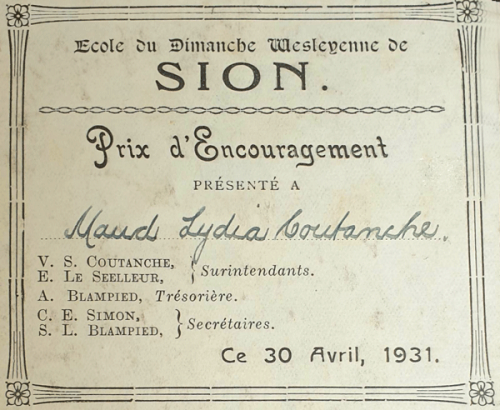 Ecole du Dimanche Wesleyenne de
SION.
Prix d'Encouragement
PRÉSENTÉ A
Maud Lydia Coutanche.
V. S. COUTANCHE,
E. LE SEELLEUR, } Surintendants.
A. BLAMPIED, Trésorière.
C. E. SIMON,
S. L. BLAMPIED, } Secrétaires.
Ce 30 Avril, 1931.